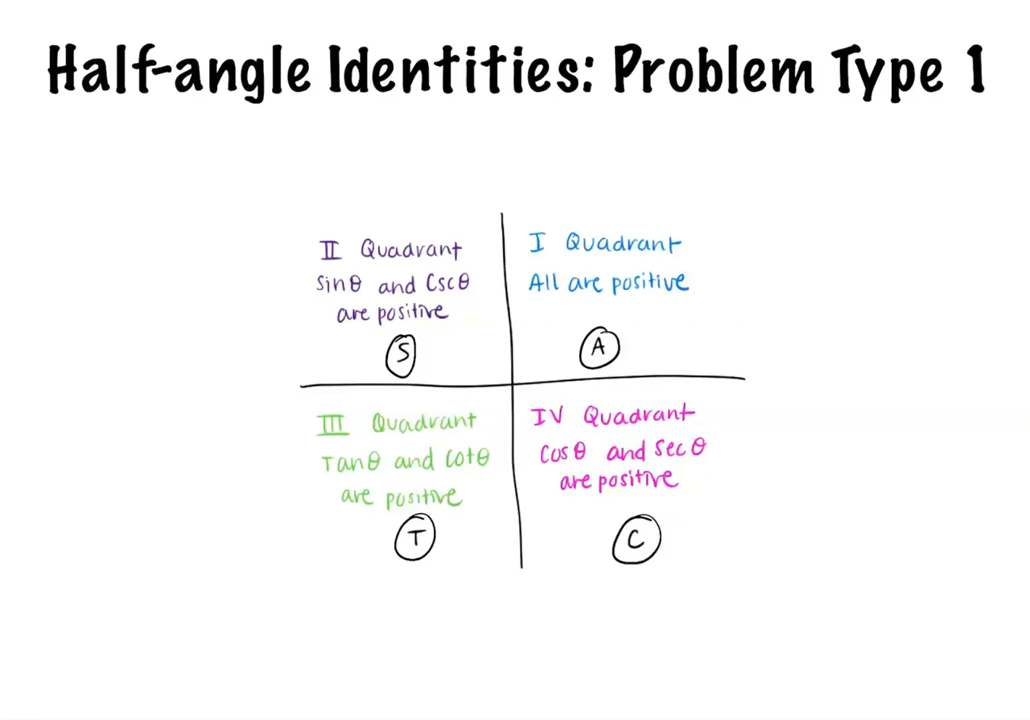 Half-angle Identities: Problem Type 1
II Quadrant
Sinθ and Cscθ
are positive
S
I Quadrant
All are positive
A
III Quadrant
Tanθ and Cotθ
are positive
T
IV Quadrant
Cosθ and Secθ
are positive
C